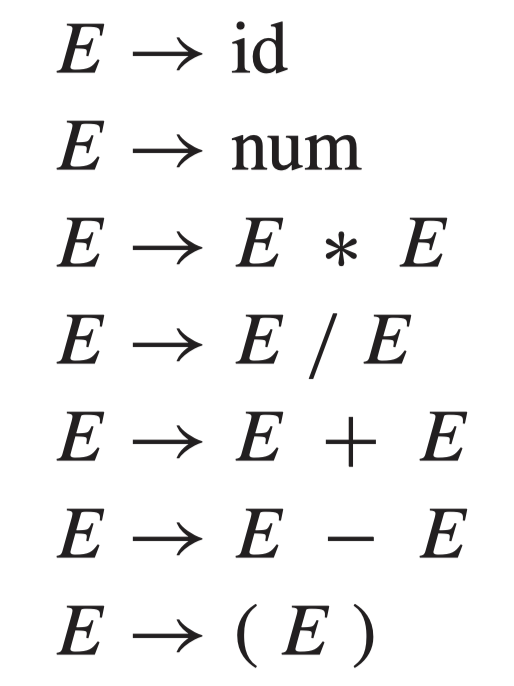 E → id
E → num
E → E * E
E → E / E
E → E + E
E → E − E
E → ( E )